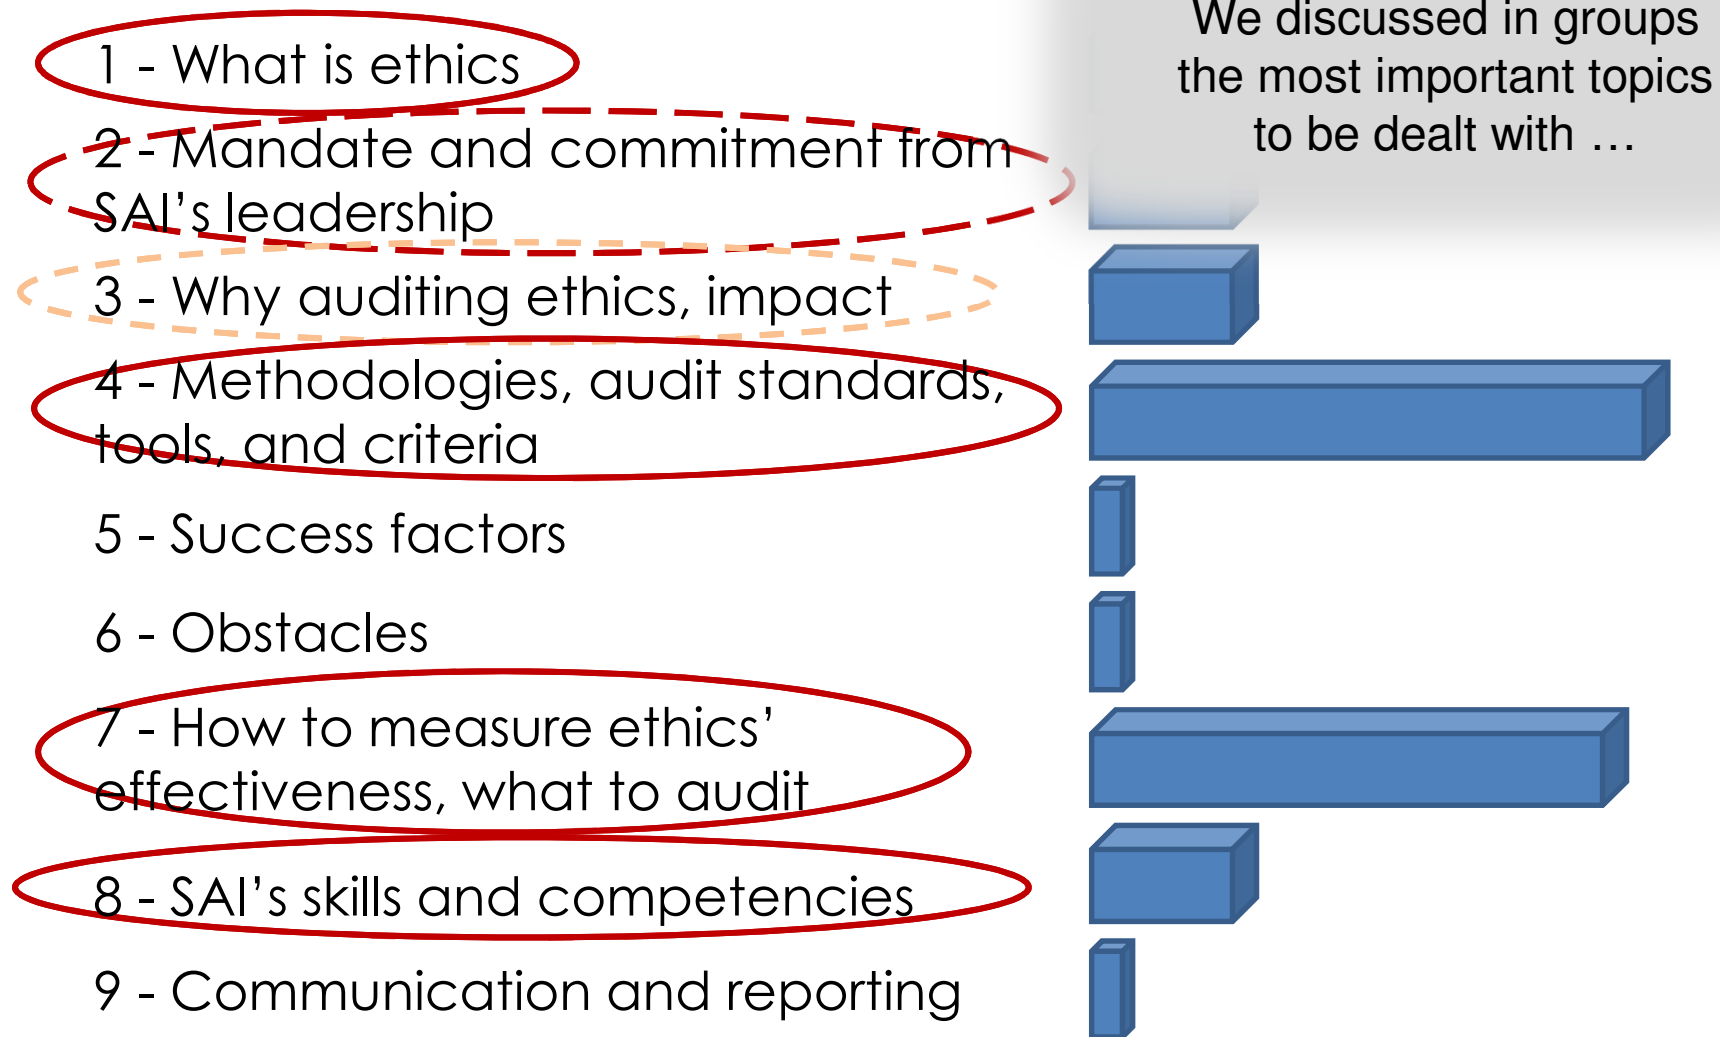 We discussed in groups
the most important topics
to be dealt with …
1 - What is ethics
2 - Mandate and commitment from
SAI’s leadership
3 - Why auditing ethics, impact
4 - Methodologies, audit standards,
tools, and criteria
5 - Success factors
6 - Obstacles
7 - How to measure ethics’
effectiveness, what to audit
8 - SAI’s skills and competencies
9 - Communication and reporting